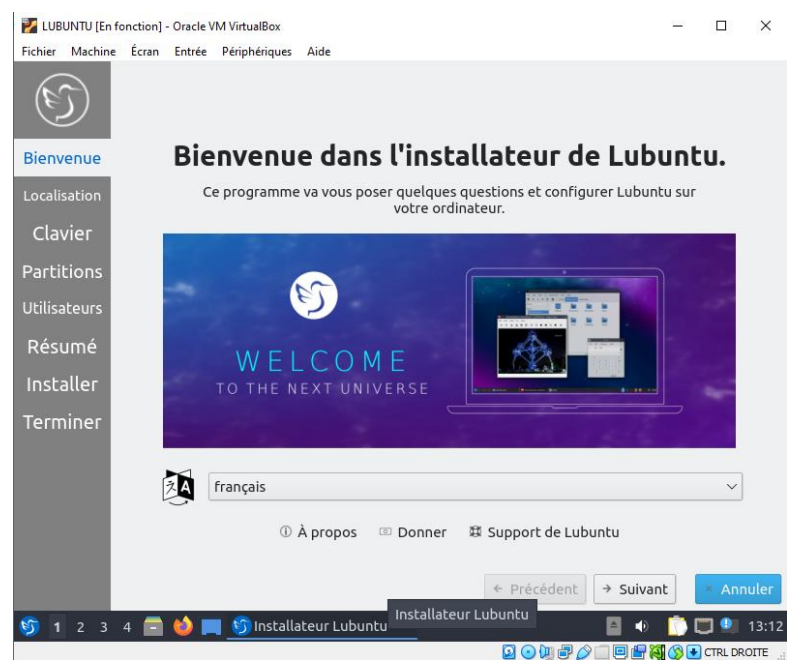 LUBUNTU [En fonction] - Oracle VM VirtualBox
Fichier Machine Écran Entrée Périphériques Aide
Bienvenue
Localisation
Clavier
Partitions
Utilisateurs
Résumé
Installer
Terminer
Bienvenue dans l'installateur de Lubuntu.
Ce programme va vous poser quelques questions et configurer Lubuntu sur
votre ordinateur.
WELCOME
TO THE NEXT UNIVERSE
français
À propos Donner Support de Lubuntu
← Précédent → Suivant × Annuler
Installateur Lubuntu
1 2 3 4 Installateur Lubuntu 13:12
CTRL DROITE